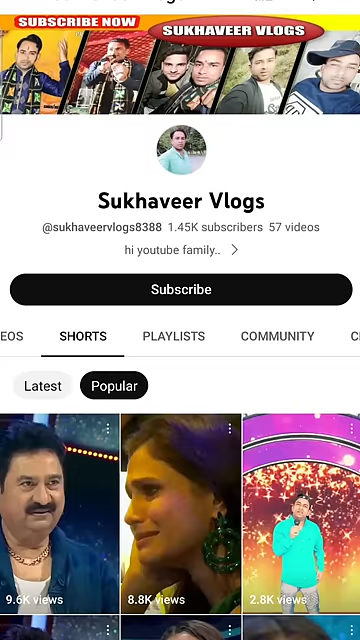 SUBSCRIBE NOW
SUKHAVEER VLOGS
Sukhaveer Vlogs
@sukhaveervlogs8388 1.45K subscribers 57 videos
hi youtube family..
Subscribe
EOS SHORTS PLAYLISTS COMMUNITY
Latest Popular
9.6K views 8.8K views 2.8K views